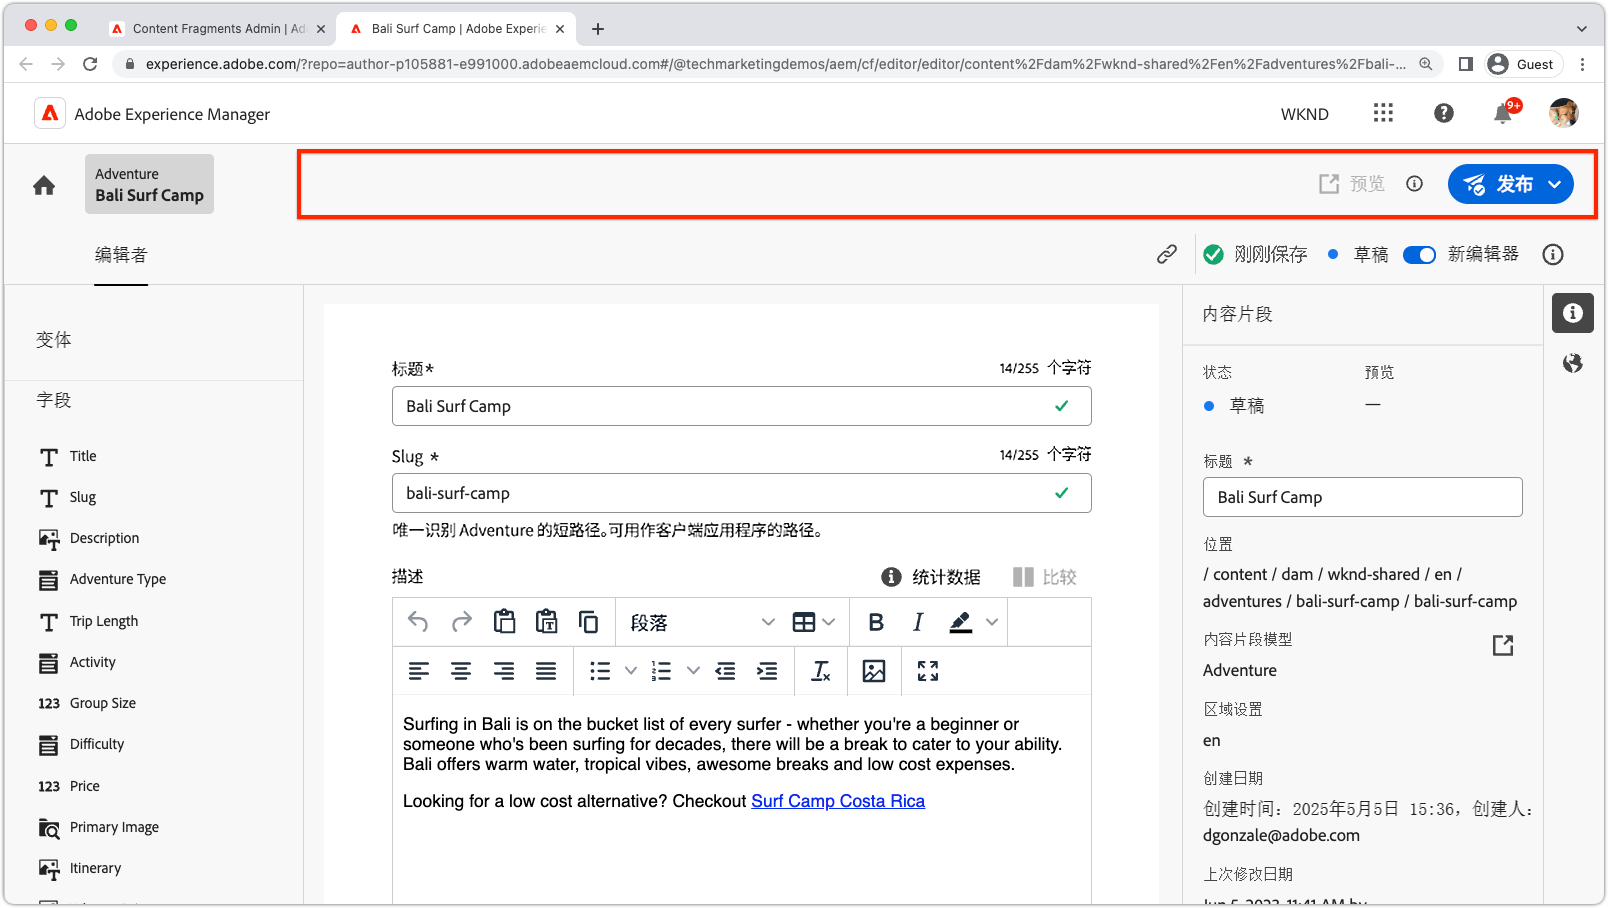 Content Fragments Admin | Ad
Bali Surf Camp | Adobe Experie
experience.adobe.com/?repo=author-p105881-e991000.adobeaemcloud.com#/@techmarketingdemos/aem/cf/editor/editor/content%2Fdam%2Fwknd-shared%2Fen%2Fadventures%2Fbali-...
Guest
Adobe Experience Manager
WKND
9+
Adventure
Bali Surf Camp
预览
发布
编辑者
刚刚保存
草稿
新编辑器
变体
字段
Title
Slug
Description
Adventure Type
Trip Length
Activity
123 Group Size
Difficulty
123 Price
Primary Image
Itinerary
标题*
14/255 个字符
Bali Surf Camp
Slug *
14/255 个字符
bali-surf-camp
唯一识别 Adventure 的短路径。可用作客户端应用程序的路径。
描述
统计数据
比较
段落
B I
Surfing in Bali is on the bucket list of every surfer - whether you're a beginner or
someone who's been surfing for decades, there will be a break to cater to your ability.
Bali offers warm water, tropical vibes, awesome breaks and low cost expenses.
Looking for a low cost alternative? Checkout Surf Camp Costa Rica
内容片段
状态
预览
草稿
—
标题 *
Bali Surf Camp
位置
/ content / dam / wknd-shared / en /
adventures / bali-surf-camp / bali-surf-camp
内容片段模型
Adventure
区域设置
en
创建日期
创建时间：2025年5月5日 15:36，创建人：
dgonzale@adobe.com
上次修改日期
Jun 5, 2023, 11:41 AM by